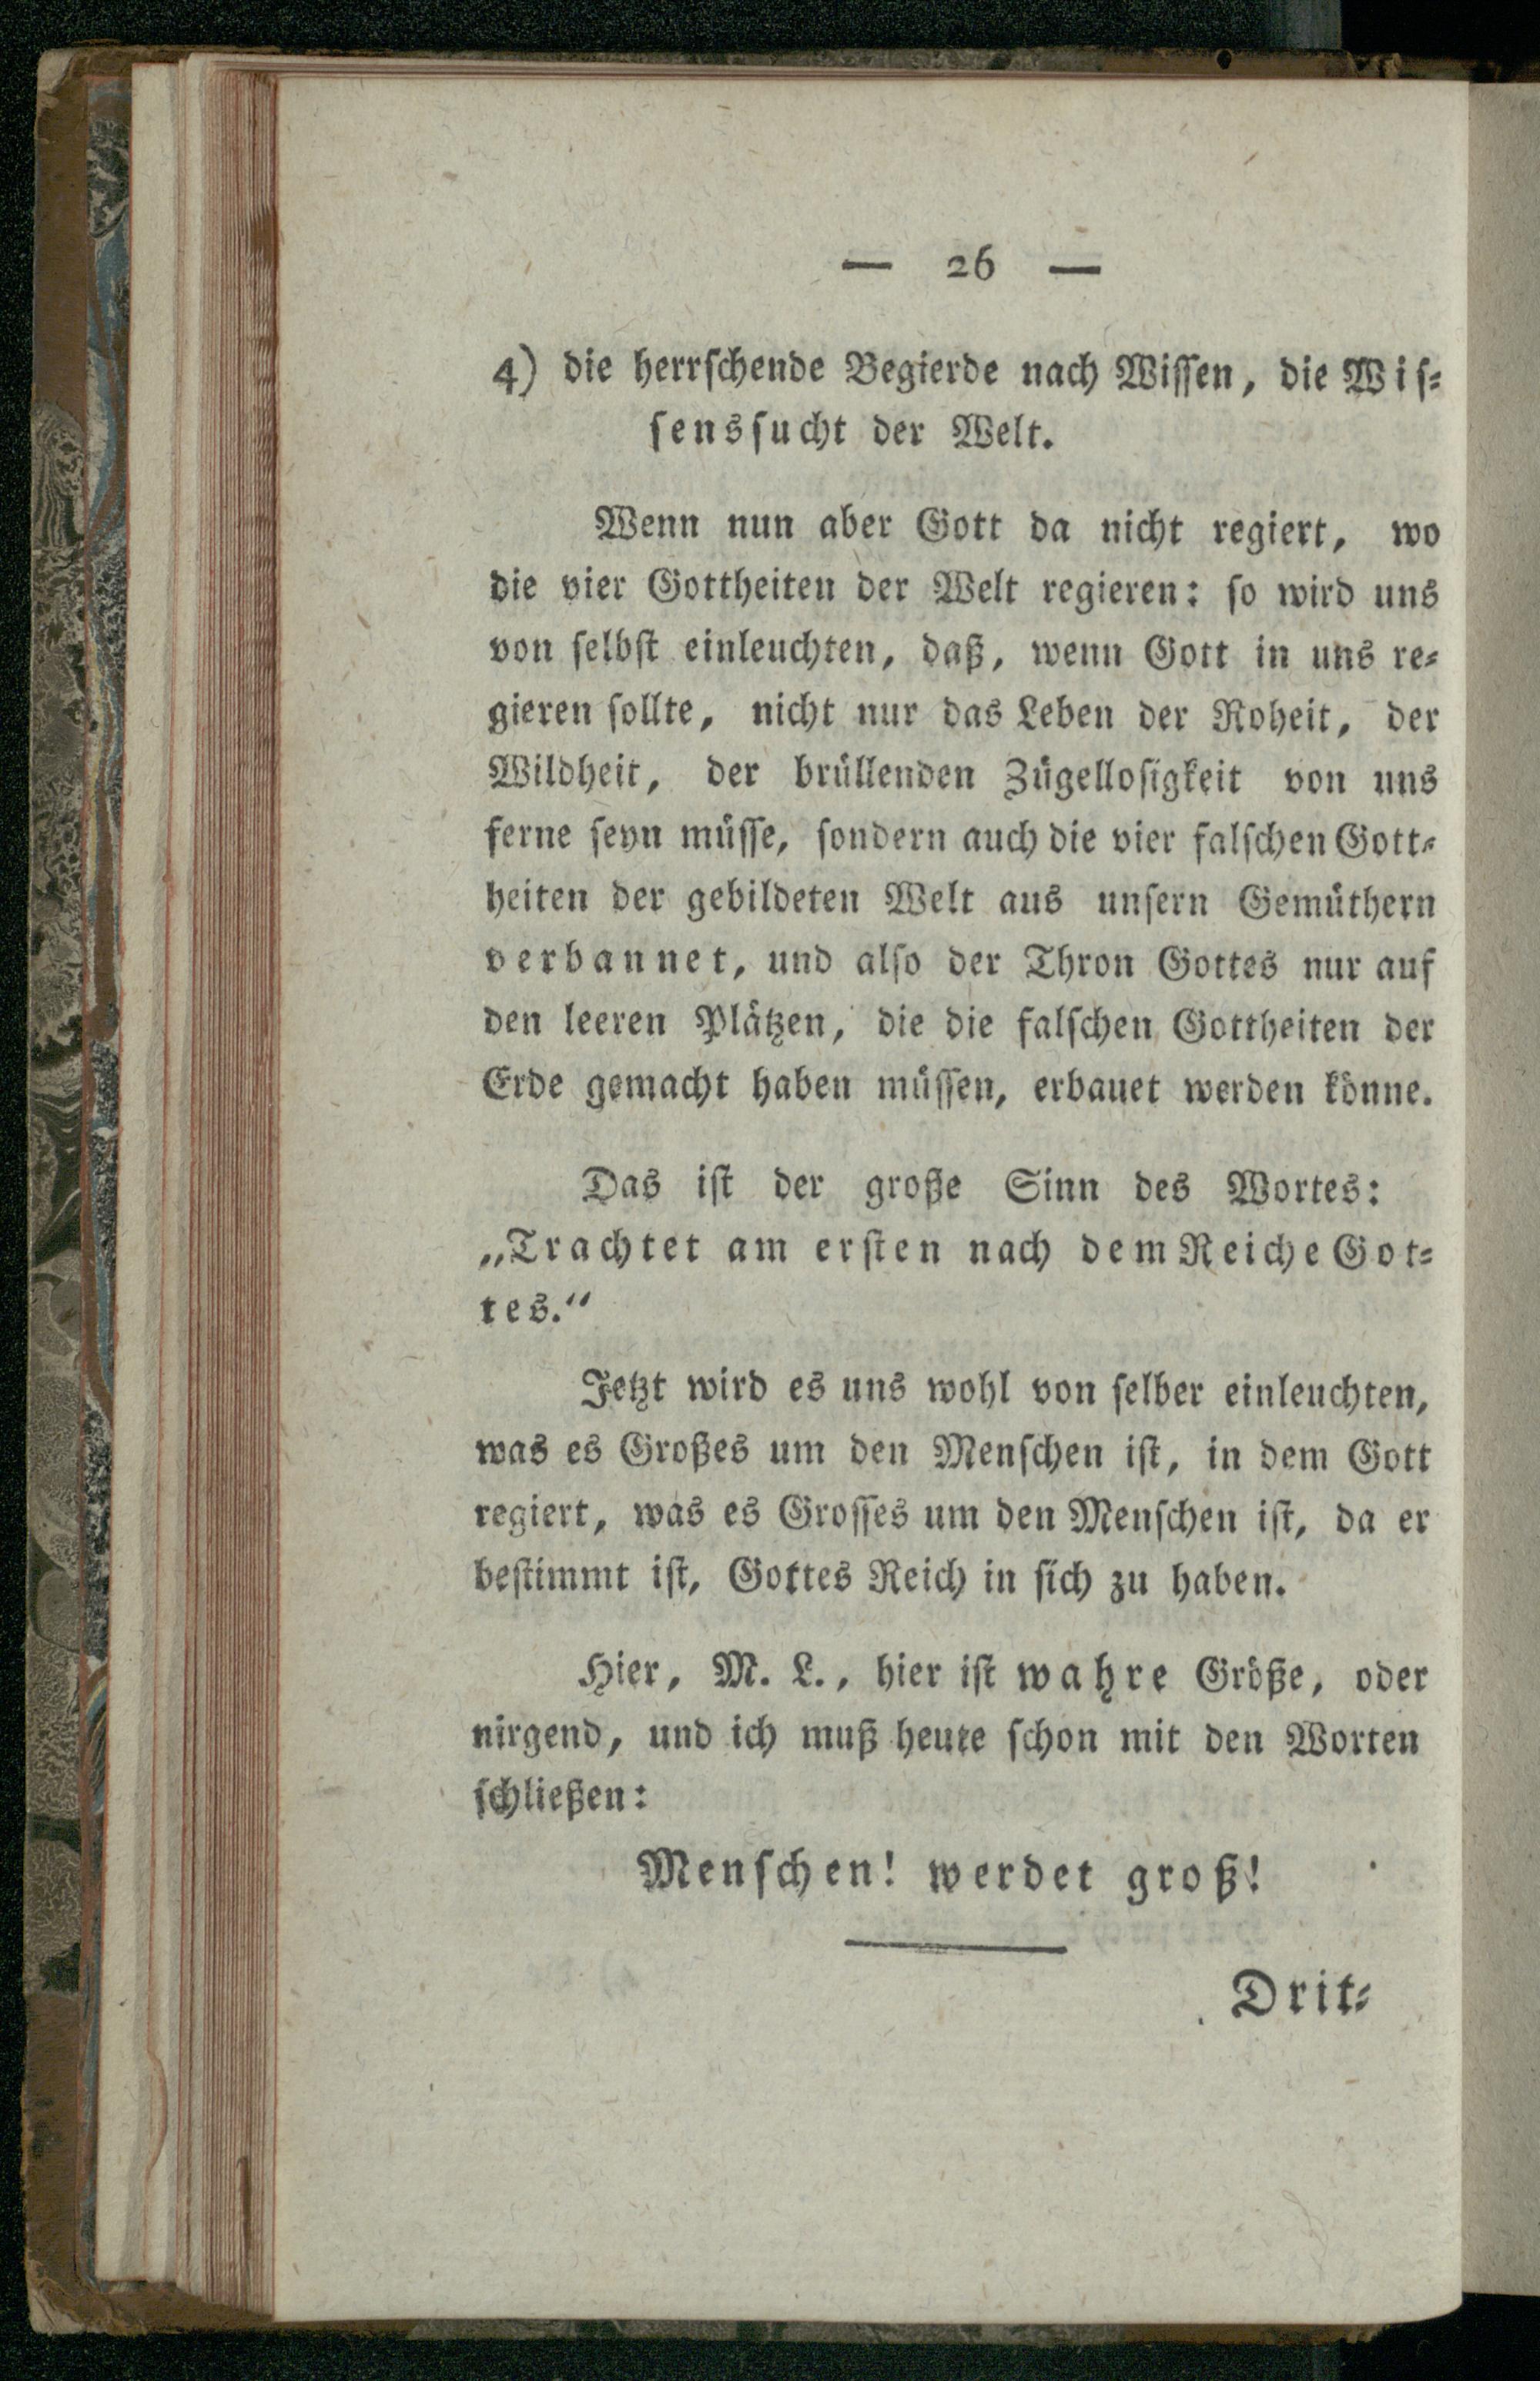 — 26 —
4) die herrſchende Begierde nach Wiſſen, die Wiſ⸗
ſensſucht der Welt.
Wenn nun aber Gott da nicht regiert, wo
die vier Gottheiten der Welt regieren: ſo wird uns
von ſelbſt einleuchten, daß, wenn Gott in uns re⸗
gieren ſollte, nicht nur das Leben der Roheit, der
Wildheit, der brüllenden Zügelloſigkeit von uns
ferne ſeyn müſſe, ſondern auch die vier falſchen Gott⸗
heiten der gebildeten Welt aus unſern Gemüthern
verbannet, und alſo der Thron Gottes nur auf
den leeren Plätzen, die die falſchen Gottheiten der
Erde gemacht haben müſſen, erbauet werden könne.
Das iſt der große Sinn des Wortes:
„Trachtet am erſten nach dem Reiche Got⸗
tes.“
Jetzt wird es uns wohl von ſelber einleuchten,
was es Großes um den Menſchen iſt, in dem Gott
regiert, was es Groſſes um den Menſchen iſt, da er
beſtimmt iſt, Gottes Reich in ſich zu haben.
Hier, M. L., hier iſt wahre Größe, oder
nirgend, und ich muß heute ſchon mit den Worten
ſchließen:
Menſchen! werdet groß!
Drit⸗